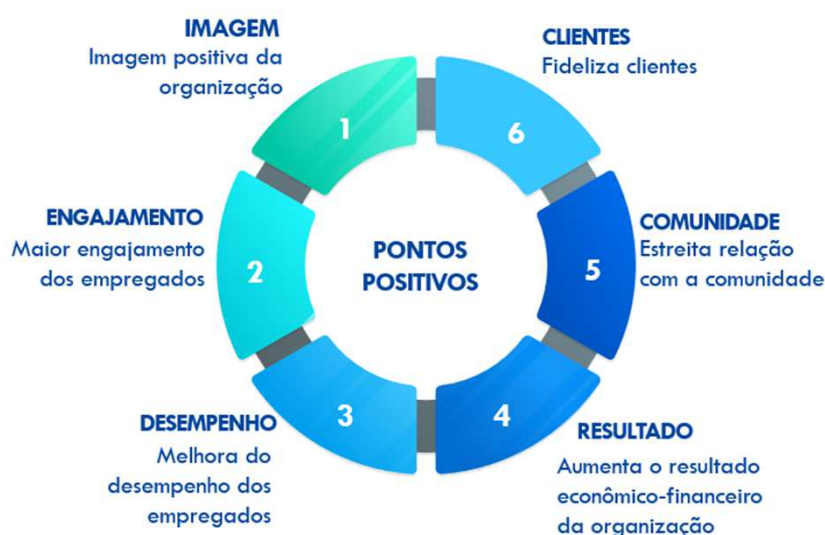 IMAGEM
Imagem positiva da
organização
1
ENGAJAMENTO
Maior engajamento
dos empregados
2
DESEMPENHO
Melhora do
desempenho dos
empregados
3
PONTOS
POSITIVOS
4
RESULTADO
Aumenta o resultado
econômico-financeiro
da organização
5
COMUNIDADE
Estreita relação
com a comunidade
6
CLIENTES
Fideliza clientes